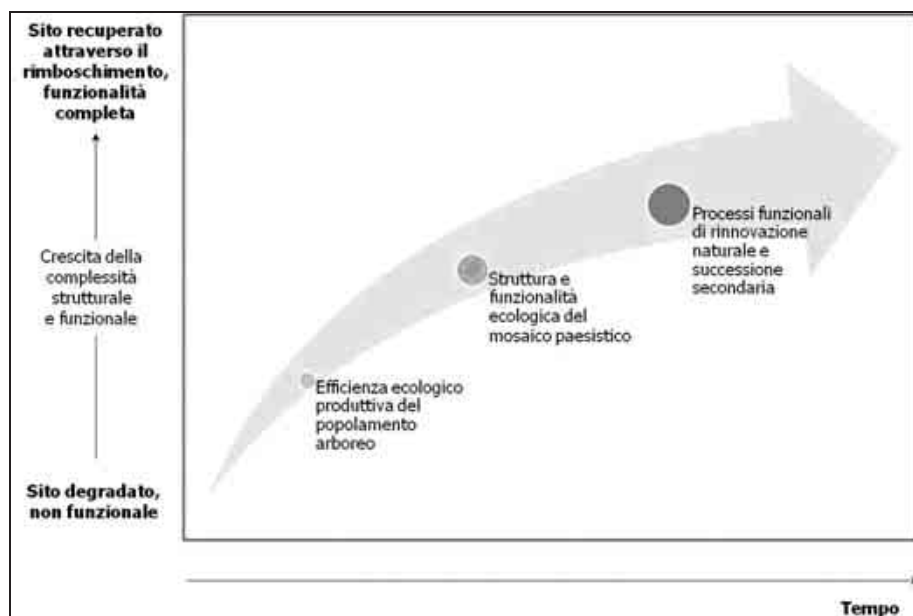 Sito recuperato
attraverso il
rimboschimento,
funzionalità
completa
Crescita della
complessità
strutturale
e funzionale
Sito degradato,
non funzionale
Processi funzionali
di rinnovazione
naturale e
successione
secondaria
Struttura e
funzionalità
ecologica del
mosaico paesistico
Efficienza ecologico
produttiva del
popolamento
arboreo
Tempo